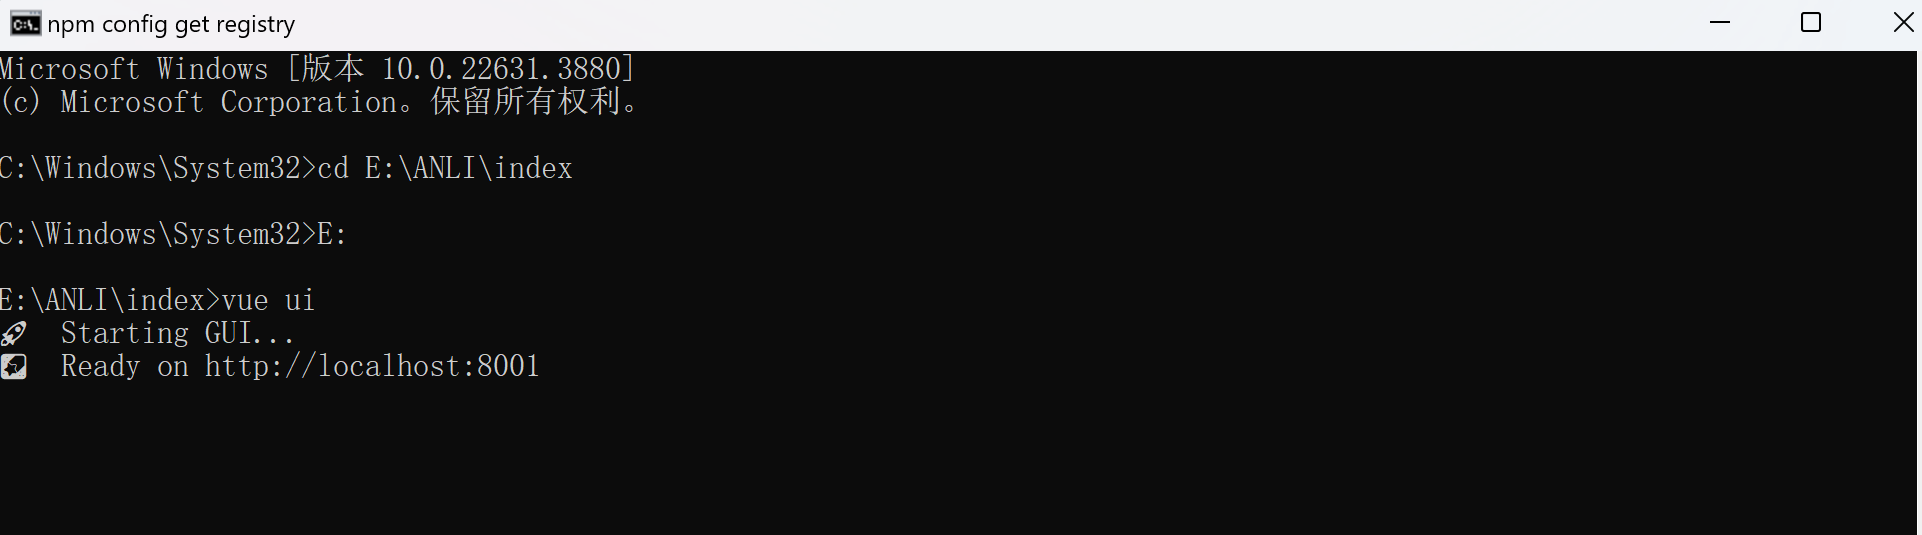 npm config get registry
Microsoft Windows [版本 10.0.22631.3880]
(c) Microsoft Corporation。保留所有权利。
C:\Windows\System32>cd E:\ANLI\index
C:\Windows\System32>E:
E:\ANLI\index>vue ui
🚀  Starting GUI...
🌠  Ready on http://localhost:8001